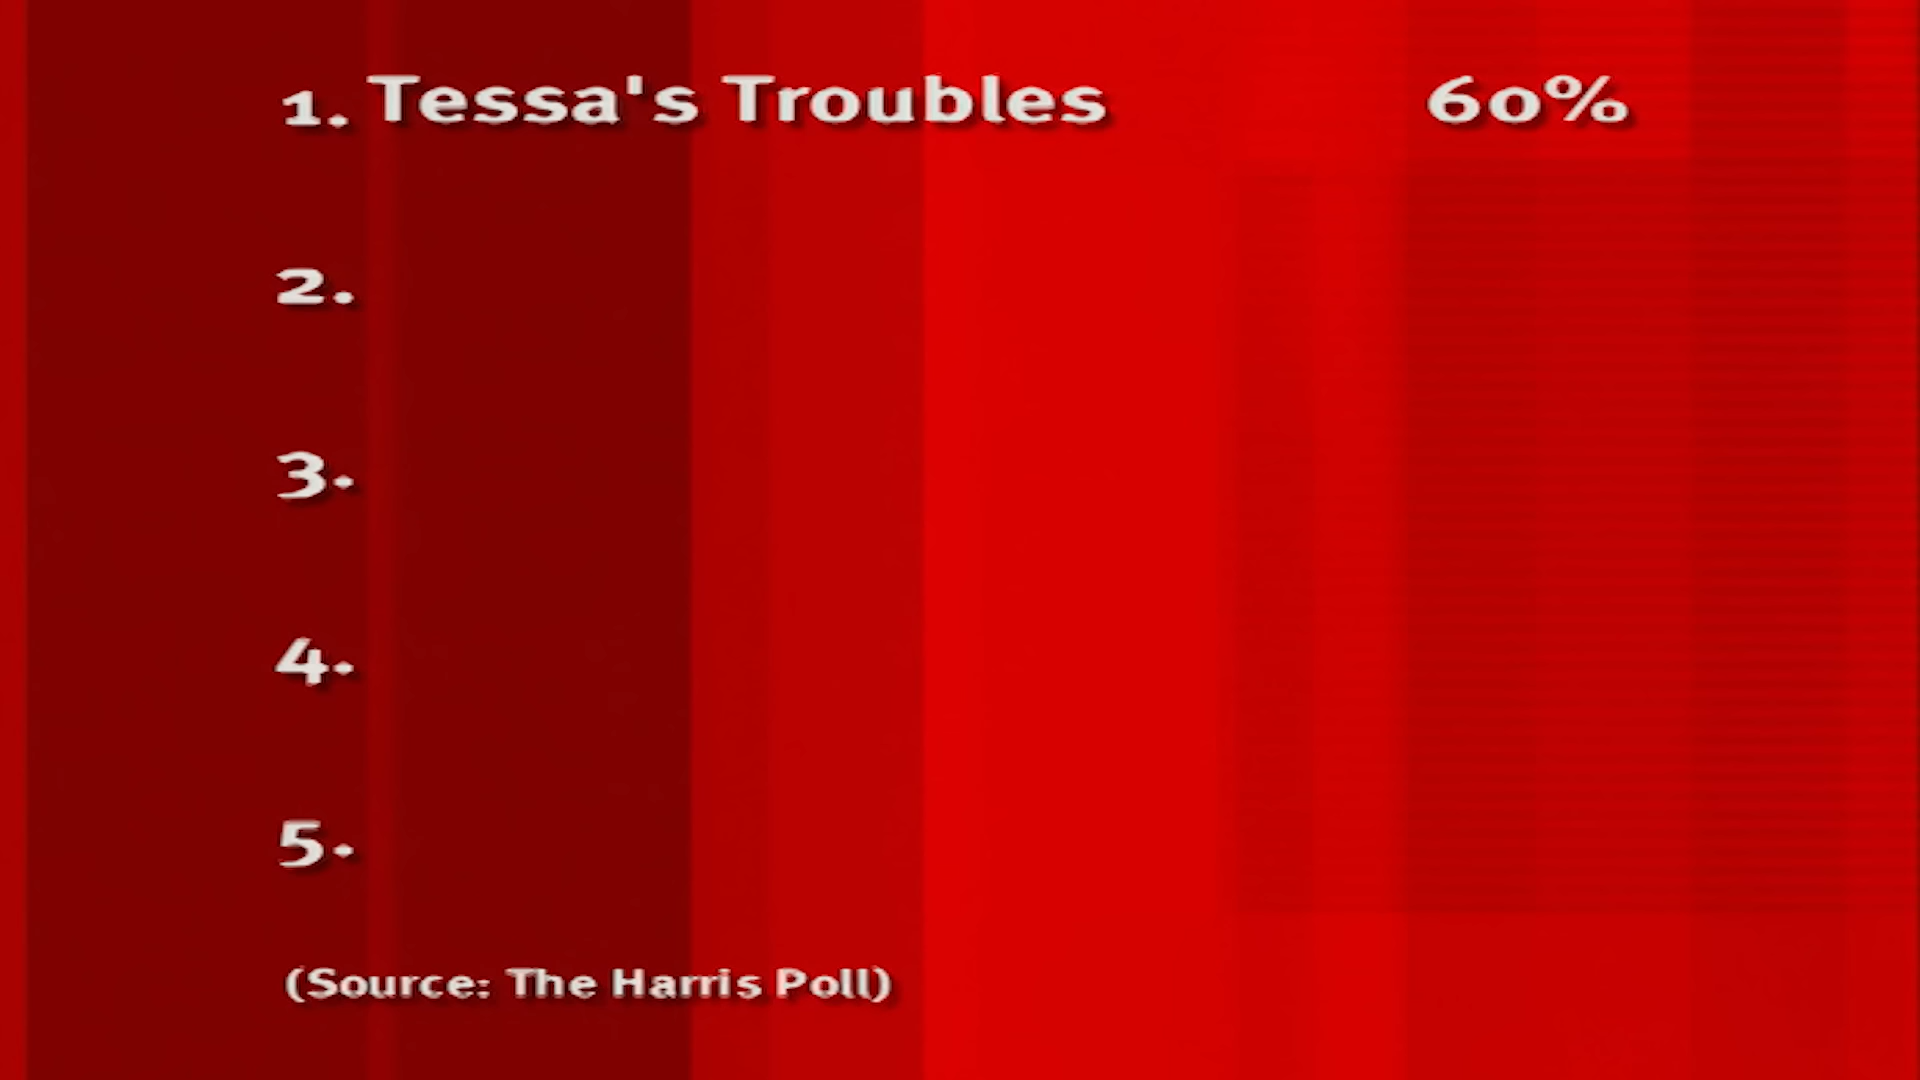 1. Tessa's Troubles 60%
2.
3.
4.
5.
(Source: The Harris Poll)